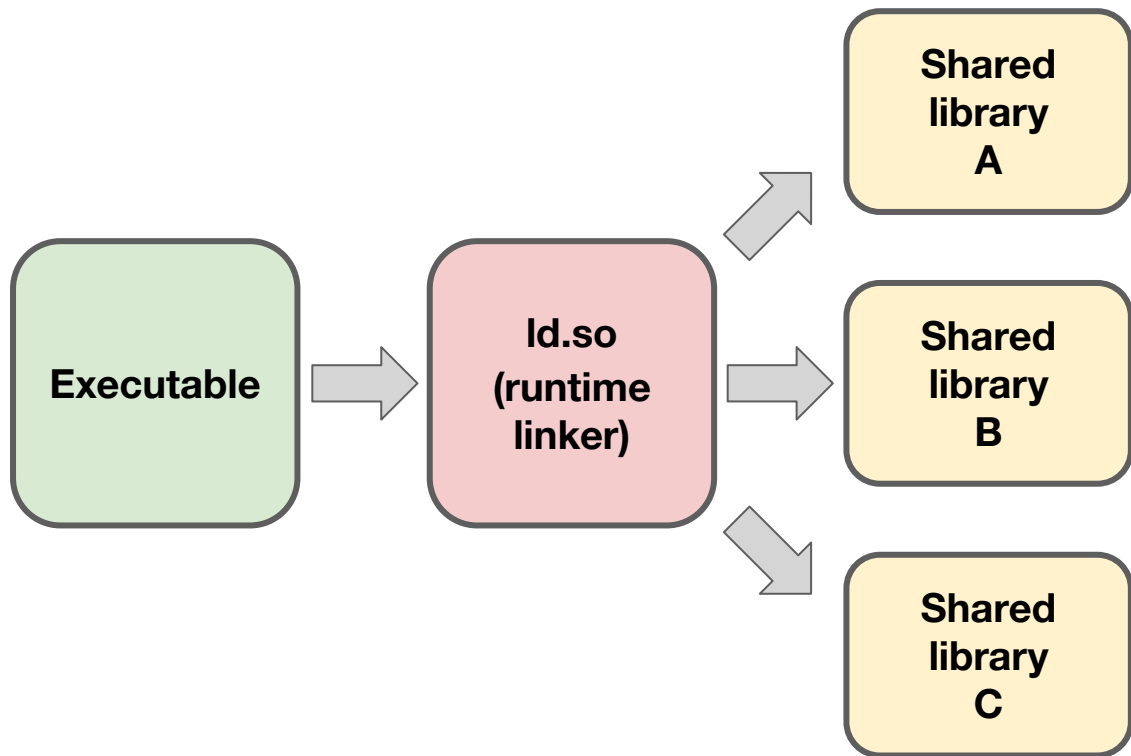 Executable
ld.so
(runtime
linker)
Shared
library
A
Shared
library
B
Shared
library
C